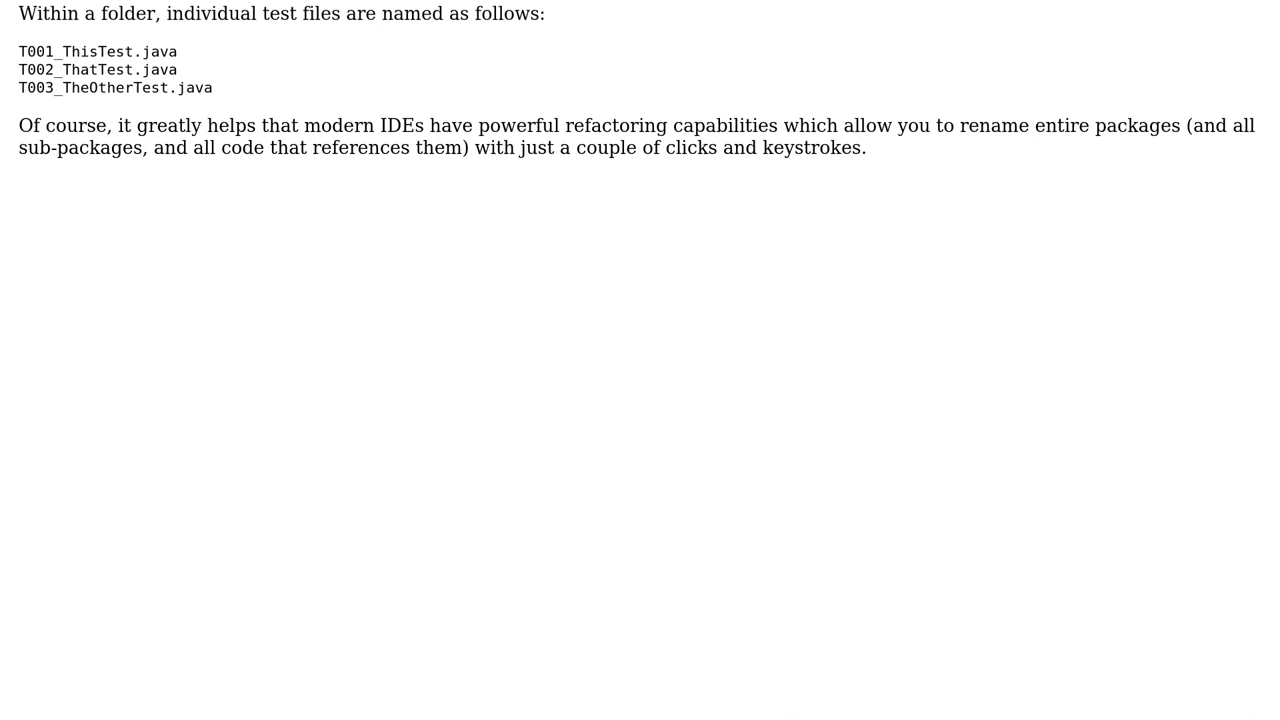 Within a folder, individual test files are named as follows:
T001_ThisTest.java
T002_ThatTest.java
T003_TheOtherTest.java
Of course, it greatly helps that modern IDEs have powerful refactoring capabilities which allow you to rename entire packages (and all
sub-packages, and all code that references them) with just a couple of clicks and keystrokes.